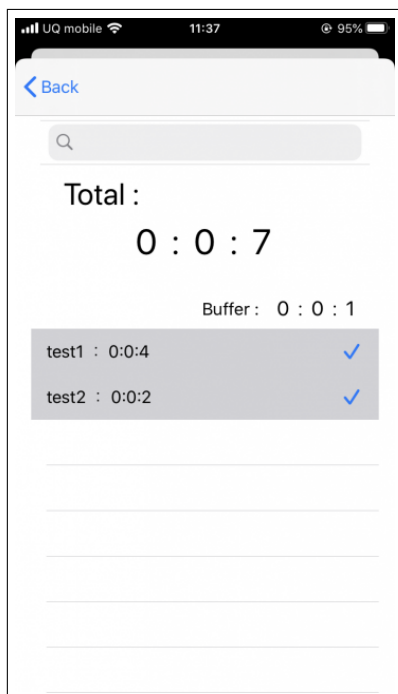 UQ mobile 11:37 95%
Back
Total :
0 : 0 : 7
Buffer : 0 : 0 : 1
test1 : 0:0:4
test2 : 0:0:2